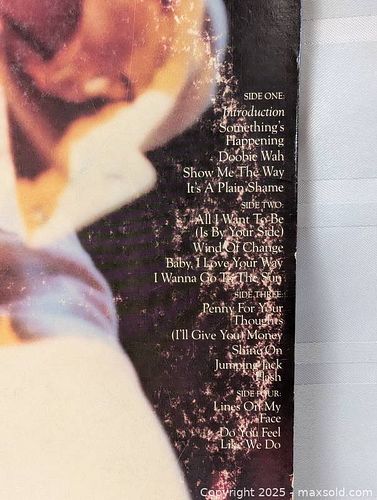 SIDE ONE:
Introduction
Something's
Happening
Doobie Wah
Show Me The Way
It's A Plain Shame
SIDE TWO:
All I Want To Be
(Is By Your Side)
Wind Of Change
Baby, I Love Your Way
I Wanna Go To The Sun
SIDE THREE:
Penny For Your
Thoughts
(I'll Give You) Money
Shine On
Jumping Jack
Flash
SIDE FOUR:
Lines On My
Face
Do You Feel
Like We Do
Copyright © 2025 - maxsold.com